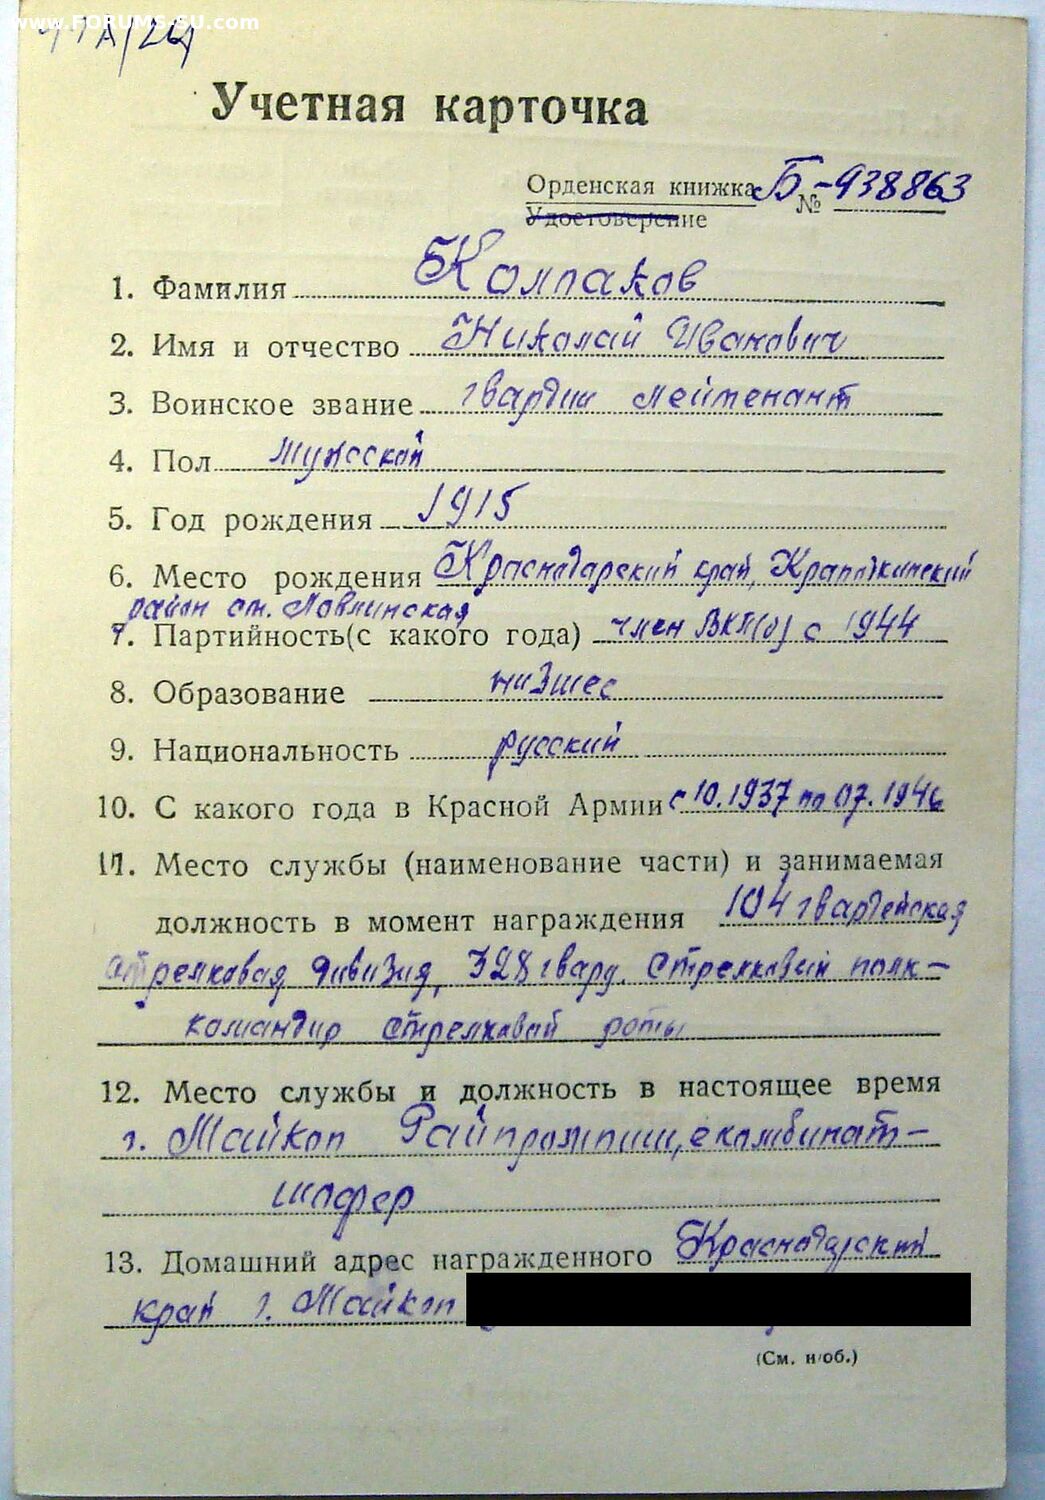 www.FORUMS-SU.com
Учетная карточка
Орденская книжка № Б-938863
Удостоверение
1. Фамилия Колпаков
2. Имя и отчество Николай Иванович
3. Воинское звание гвардии лейтенант
4. Пол Мужской
5. Год рождения 1915
6. Место рождения Краснодарский край, Кропоткинский
район ст. Ловлинская
7. Партийность(с какого года) член ВКП(б) с 1944
8. Образование низшее
9. Национальность русский
10. С какого года в Красной Армии с 10.1937 по 07.1946
11. Место службы (наименование части) и занимаемая
должность в момент награждения 104 гвардейская
стрелковая дивизия, 328 гвард. стрелковый полк-
командир стрелковой роты
12. Место службы и должность в настоящее время
г. Майкоп Райпромпищекомбинат-
шофер
13. Домашний адрес награжденного Краснодарский
край г. Майкоп
(См. н/об.)